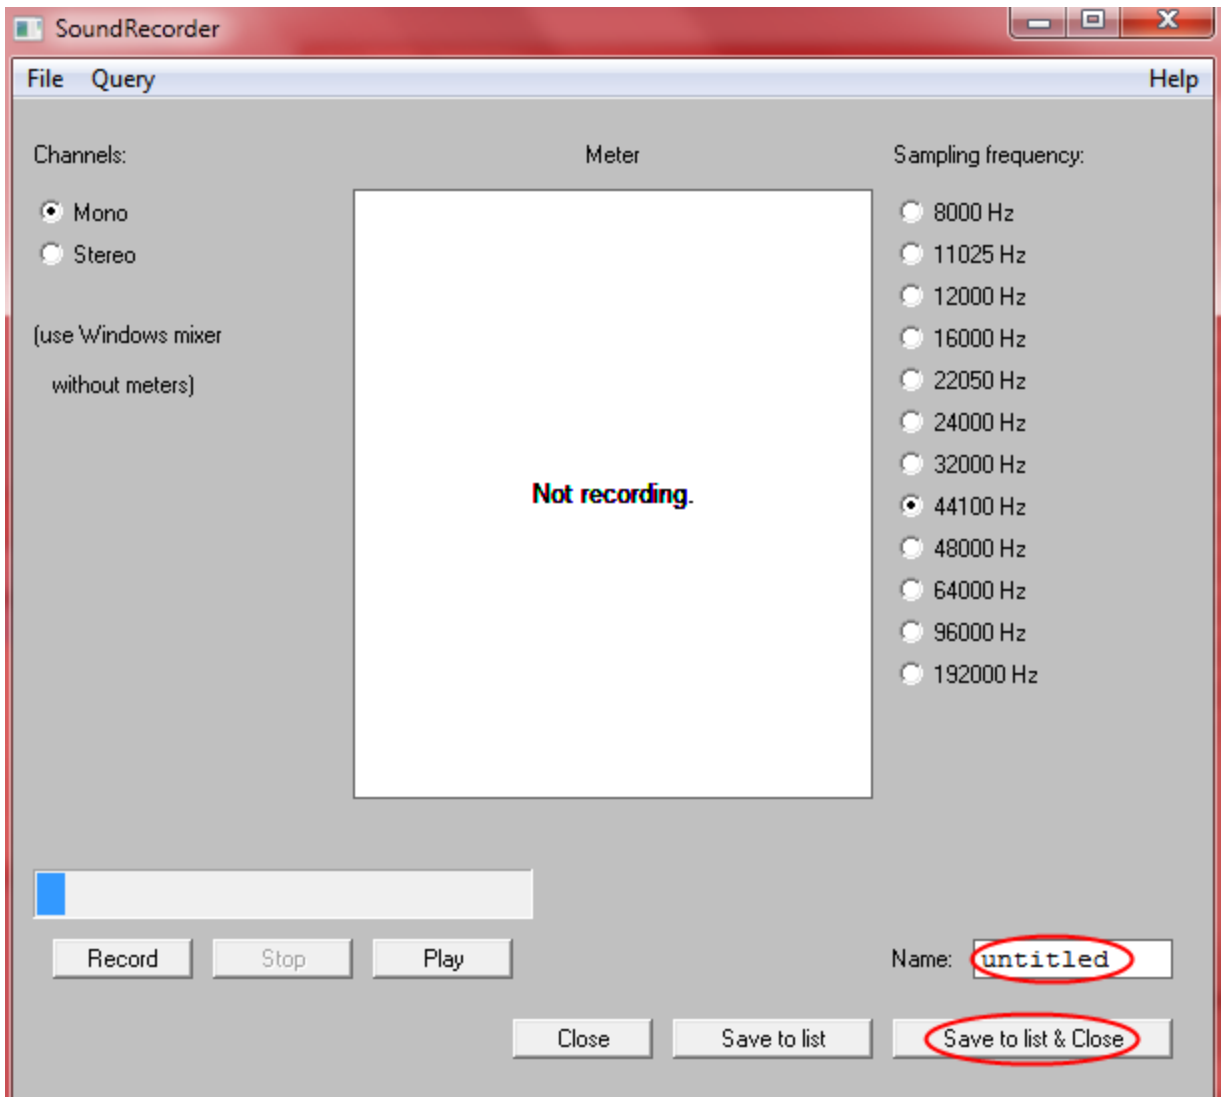 SoundRecorder
File Query Help
Channels:
Mono
Stereo
(use Windows mixer
without meters)
Meter
Not recording.
Sampling frequency:
8000 Hz
11025 Hz
12000 Hz
16000 Hz
22050 Hz
24000 Hz
32000 Hz
44100 Hz
48000 Hz
64000 Hz
96000 Hz
192000 Hz
Record Stop Play
Name: untitled
Close Save to list Save to list & Close